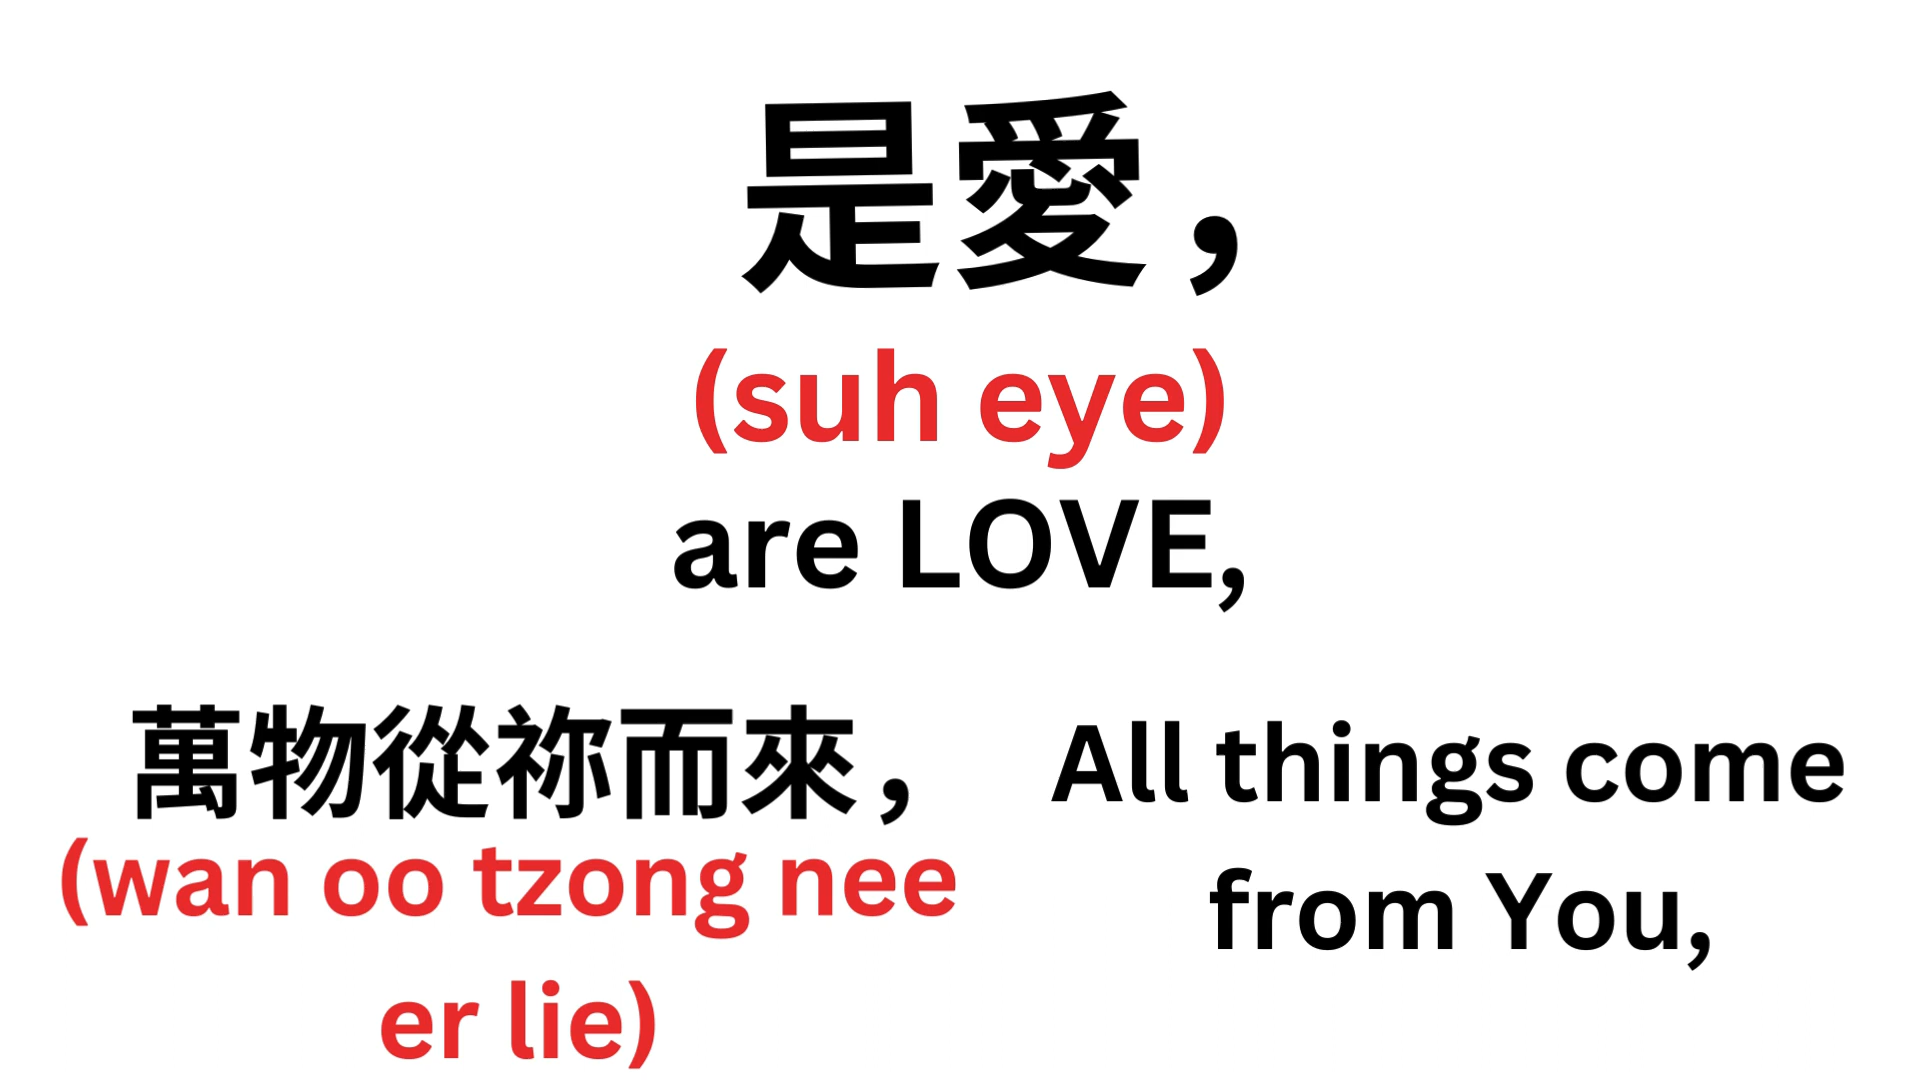 是愛，
(suh eye)
are LOVE,
萬物從祢而來，
(wan oo tzong nee
er lie)
All things come
from You,